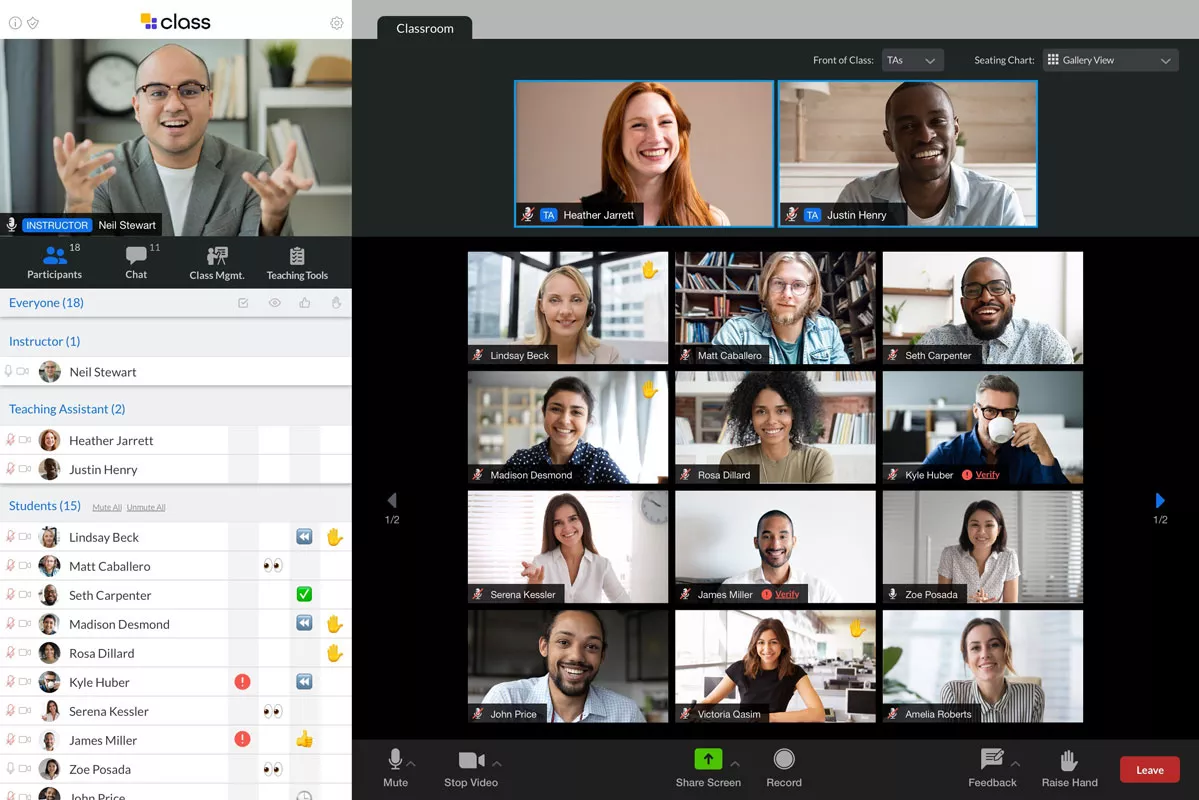 class
INSTRUCTOR Neil Stewart
18
Participants
11
Chat
Class Mgmt.
Teaching Tools
Everyone (18)
Instructor (1)
Neil Stewart
Teaching Assistant (2)
Heather Jarrett
Justin Henry
Students (15) Mute All Unmute All
Lindsay Beck
Matt Caballero
Seth Carpenter
Madison Desmond
Rosa Dillard
Kyle Huber
Serena Kessler
James Miller
Zoe Posada
John Price
Classroom
Front of Class: TAs Seating Chart: Gallery View
TA Heather Jarrett
TA Justin Henry
Lindsay Beck
Matt Caballero
Seth Carpenter
Madison Desmond
Rosa Dillard
Kyle Huber Verify
1/2
1/2
Serena Kessler
James Miller Verify
Zoe Posada
John Price
Victoria Qasim
Amelia Roberts
Mute
Stop Video
Share Screen
Record
Feedback
Raise Hand
Leave